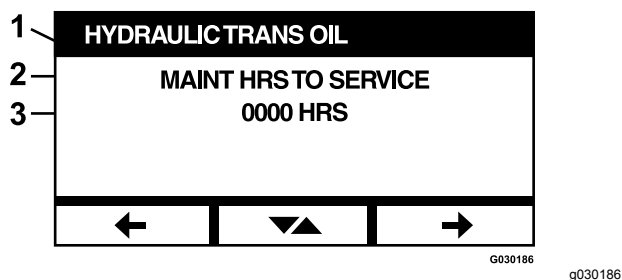 1 HYDRAULIC TRANS OIL
2 MAINT HRS TO SERVICE
3 0000 HRS
G030186
g030186